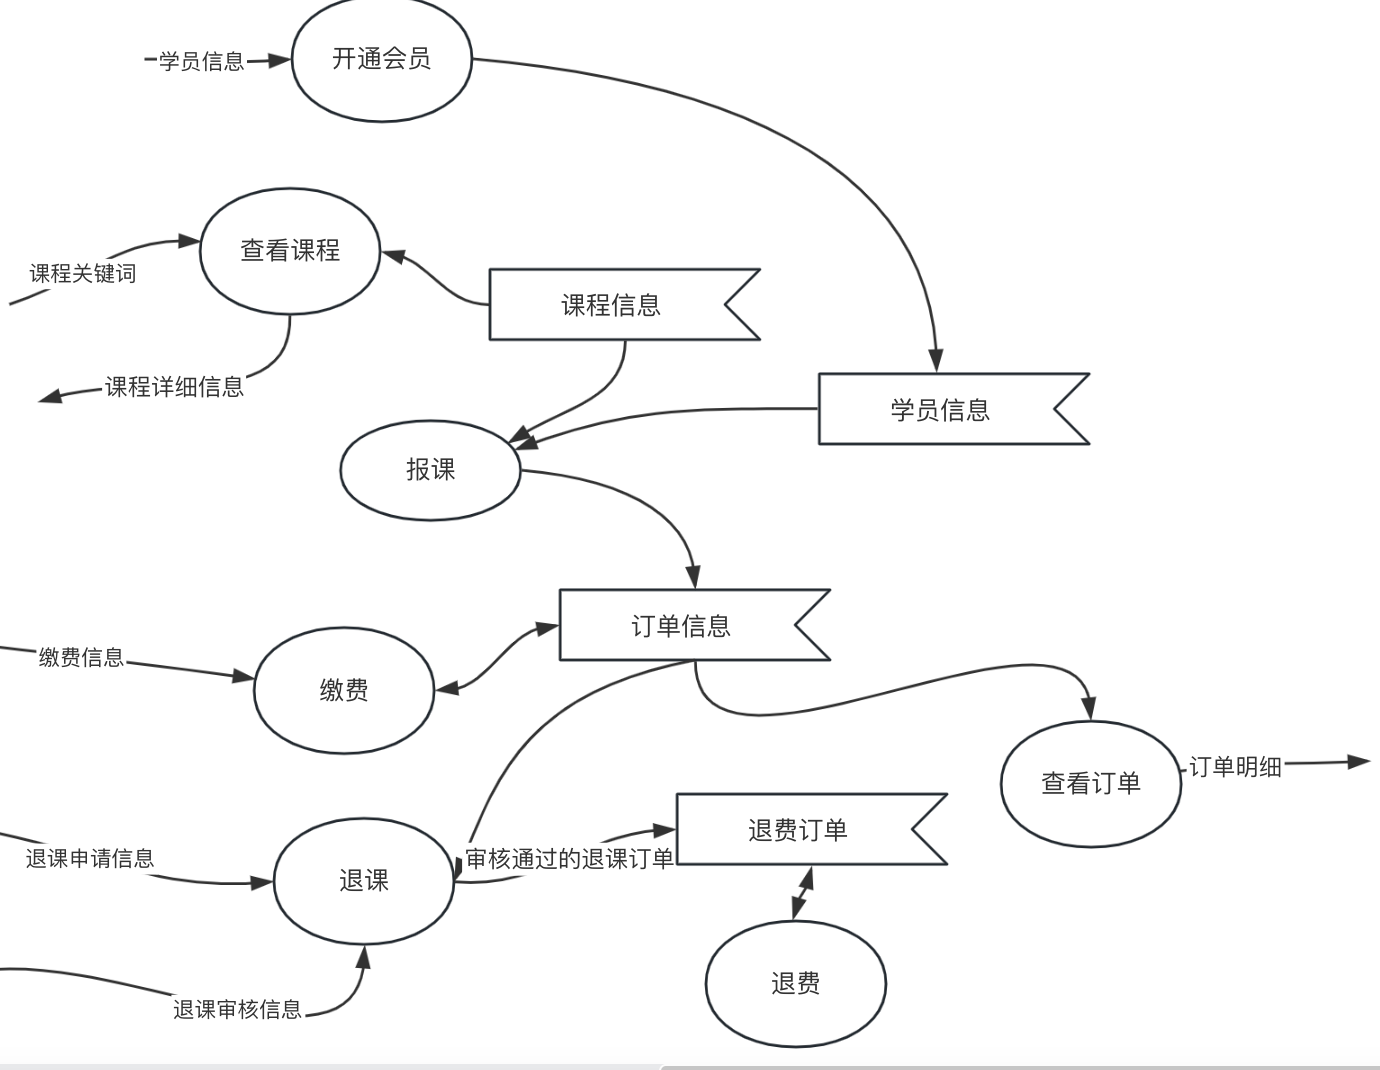 学员信息
开通会员
查看课程
课程关键词
课程信息
课程详细信息
学员信息
报课
订单信息
缴费信息
缴费
查看订单
订单明细
退费订单
退课申请信息
审核通过的退课订单
退课
退费
退课审核信息